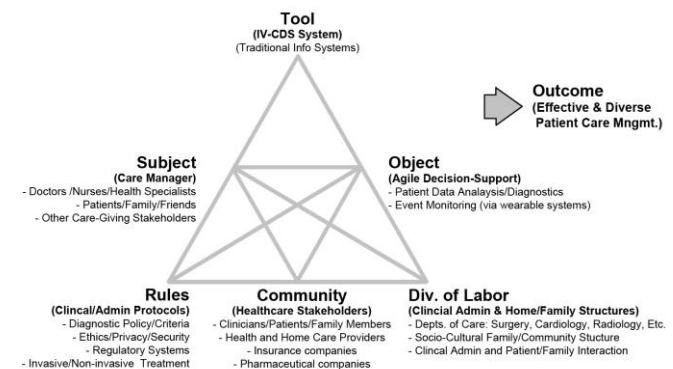 Tool
(IV-CDS System)
(Traditional Info Systems)
Outcome
(Effective & Diverse
Patient Care Mngmt.)
Subject
(Care Manager)
- Doctors /Nurses/Health Specialists
- Patients/Family/Friends
- Other Care-Giving Stakeholders
Object
(Agile Decision-Support)
- Patient Data Analaysis/Diagnostics
- Event Monitoring (via wearable systems)
Rules
(Clincal/Admin Protocols)
- Diagnostic Policy/Criteria
- Ethics/Privacy/Security
- Regulatory Systems
- Invasive/Non-invasive Treatment
Community
(Healthcare Stakeholders)
- Clinicians/Patients/Family Members
- Health and Home Care Providers
- Insurance companies
- Pharmaceutical companies
Div. of Labor
(Clincial Admin & Home/Family Structures)
- Depts. of Care: Surgery, Cardiology, Radiology, Etc.
- Socio-Cultural Family/Community Stucture
- Clincal Admin and Patient/Family Interaction